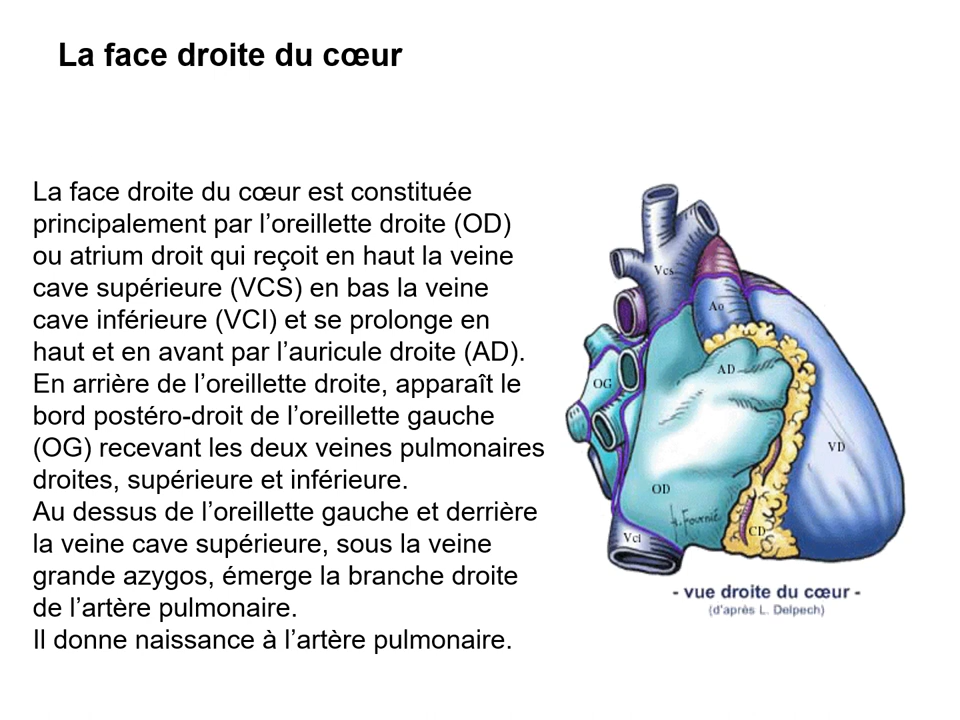 La face droite du cœur
La face droite du cœur est constituée
principalement par l’oreillette droite (OD)
ou atrium droit qui reçoit en haut la veine
cave supérieure (VCS) en bas la veine
cave inférieure (VCI) et se prolonge en
haut et en avant par l’auricule droite (AD).
En arrière de l’oreillette droite, apparaît le
bord postéro-droit de l’oreillette gauche
(OG) recevant les deux veines pulmonaires
droites, supérieure et inférieure.
Au dessus de l’oreillette gauche et derrière
la veine cave supérieure, sous la veine
grande azygos, émerge la branche droite
de l’artère pulmonaire.
Il donne naissance à l’artère pulmonaire.
Vcs
Ao
AD
OG
VD
OD
J. Fournié
CD
Vci
- vue droite du cœur -
(d'après L. Delpech)